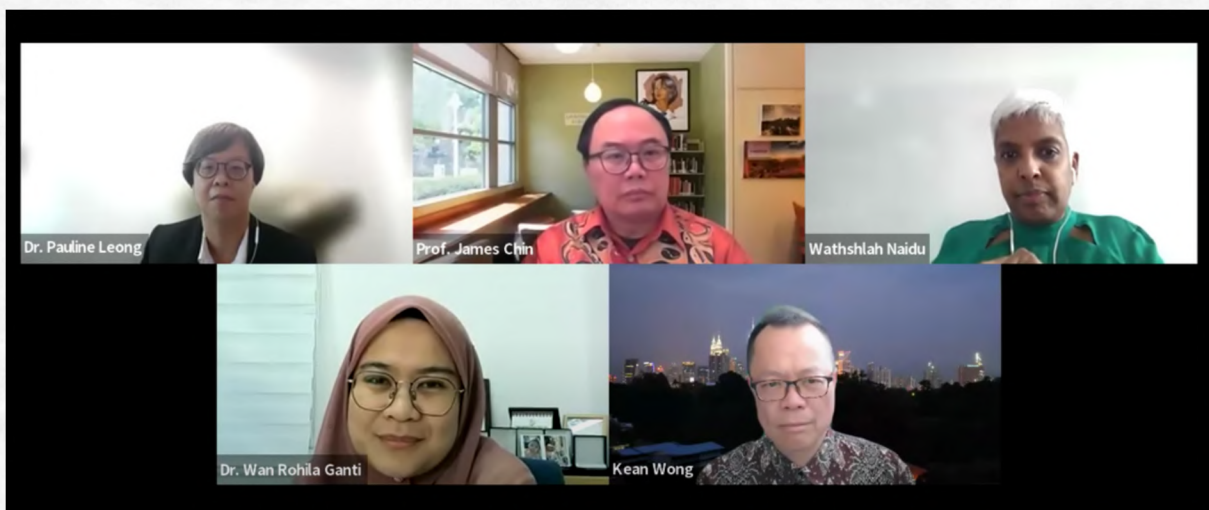 Dr. Pauline Leong
Prof. James Chin
Wathshlah Naidu
Dr. Wan Rohila Ganti
Kean Wong